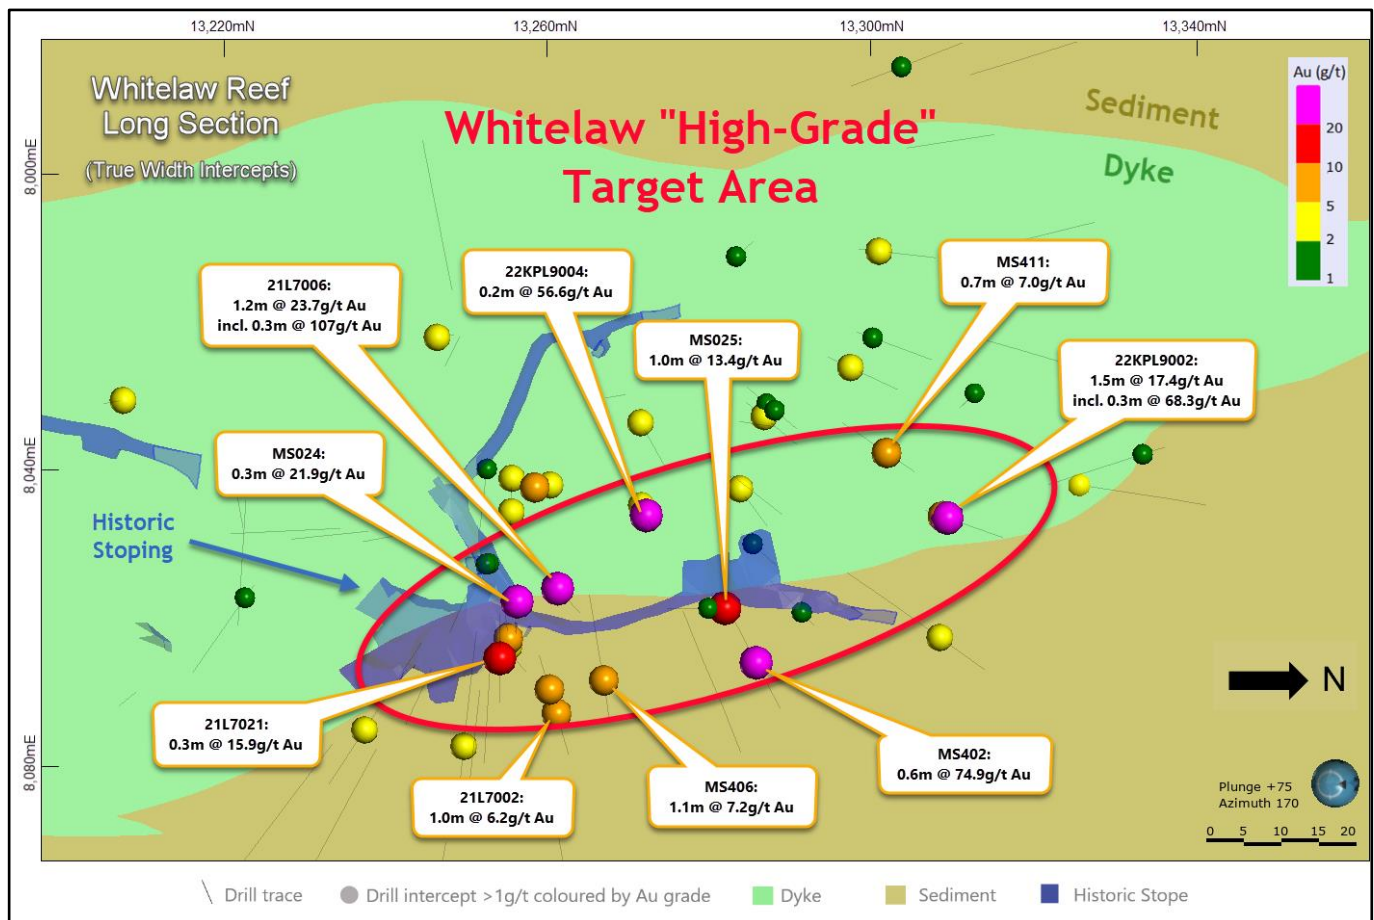 13,220mN
13,260mN
13,300mN
13,340mN
Whitelaw Reef
Long Section
(True Width Intercepts)
Whitelaw "High-Grade"
Target Area
Sediment
Dyke
Au (g/t)
20
10
5
2
1
8,000mE
8,040mE
8,080mE
21L7006:
1.2m @ 23.7g/t Au
incl. 0.3m @ 107g/t Au
22KPL9004:
0.2m @ 56.6g/t Au
MS411:
0.7m @ 7.0g/t Au
MS025:
1.0m @ 13.4g/t Au
22KPL9002:
1.5m @ 17.4g/t Au
incl. 0.3m @ 68.3g/t Au
MS024:
0.3m @ 21.9g/t Au
Historic
Stoping
N
21L7021:
0.3m @ 15.9g/t Au
21L7002:
1.0m @ 6.2g/t Au
MS406:
1.1m @ 7.2g/t Au
MS402:
0.6m @ 74.9g/t Au
Plunge +75
Azimuth 170
0 5 10 15 20
Drill trace
Drill intercept >1g/t coloured by Au grade
Dyke
Sediment
Historic Stope